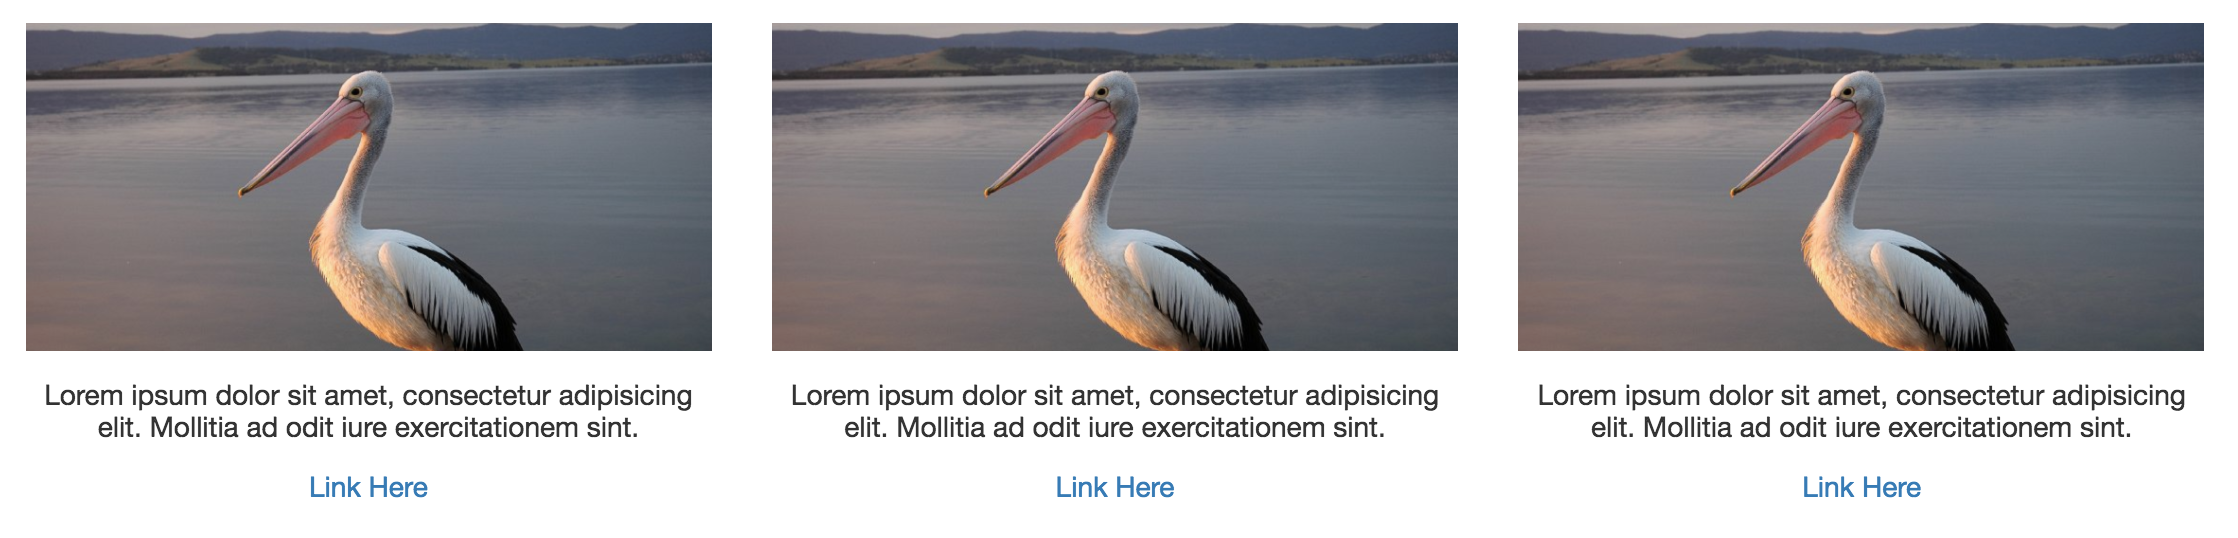 Lorem ipsum dolor sit amet, consectetur adipisicing
elit. Mollitia ad odit iure exercitationem sint.
Link Here
Lorem ipsum dolor sit amet, consectetur adipisicing
elit. Mollitia ad odit iure exercitationem sint.
Link Here
Lorem ipsum dolor sit amet, consectetur adipisicing
elit. Mollitia ad odit iure exercitationem sint.
Link Here